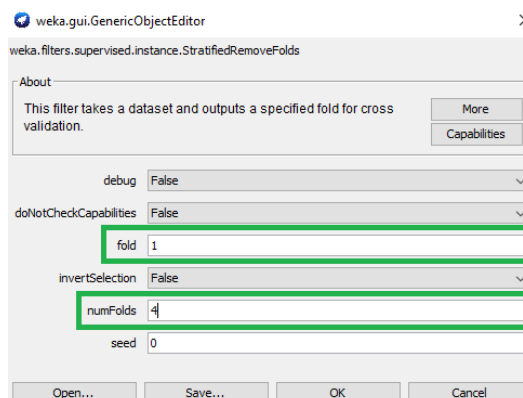 weka.gui.GenericObjectEditor
weka.filters.supervised.instance.StratifiedRemoveFolds
About
This filter takes a dataset and outputs a specified fold for cross
validation.
More
Capabilities
debug False
doNotCheckCapabilities False
fold 1
invertSelection False
numFolds 4
seed 0
Open... Save... OK Cancel